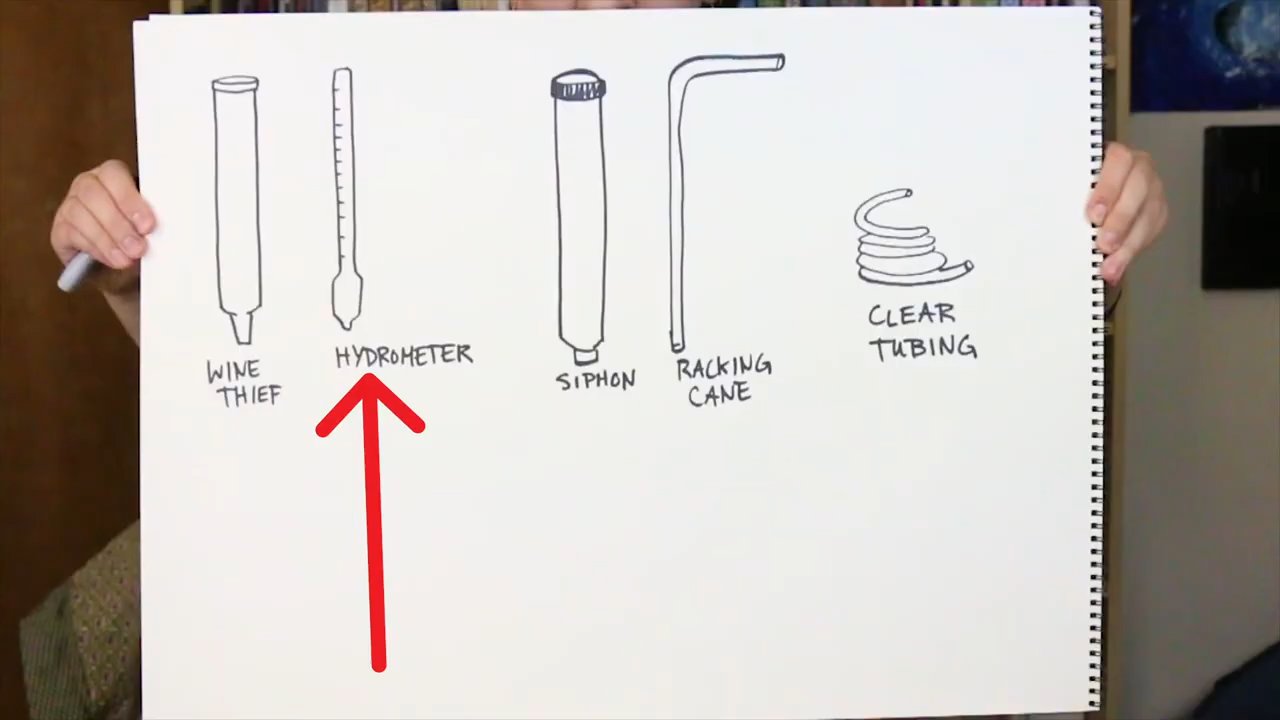 WINE
THIEF
HYDROMETER
SIPHON
RACKING
CANE
CLEAR
TUBING